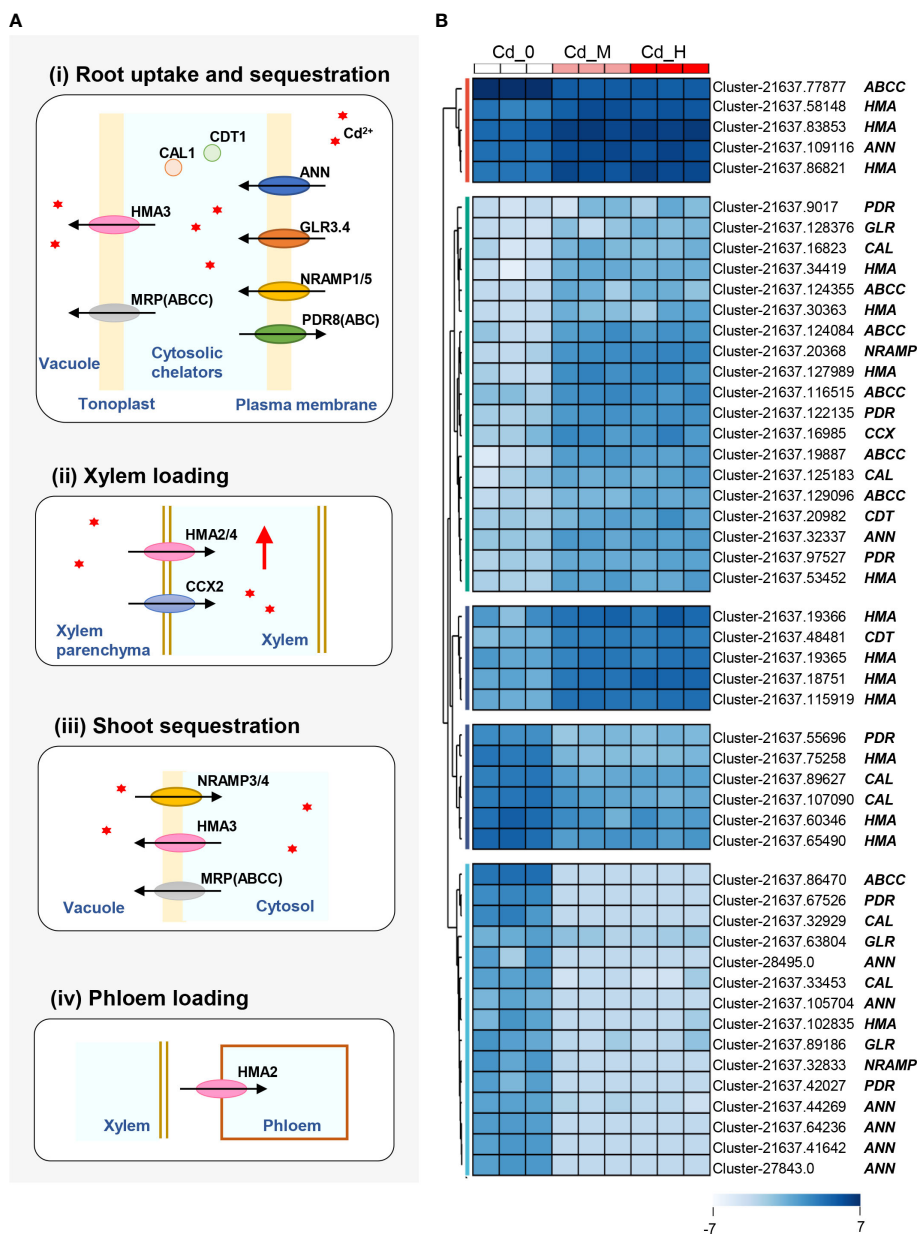 A
(i) Root uptake and sequestration
Cd²⁺
CDT1
CAL1
ANN
HMA3
GLR3.4
NRAMP1/5
MRP(ABCC)
PDR8(ABC)
Vacuole
Cytosolic
chelators
Tonoplast
Plasma membrane
(ii) Xylem loading
HMA2/4
CCX2
Xylem
parenchyma
Xylem
(iii) Shoot sequestration
NRAMP3/4
HMA3
MRP(ABCC)
Vacuole
Cytosol
(iv) Phloem loading
HMA2
Xylem
Phloem
B
Cd_0 Cd_M Cd_H
Cluster-21637.77877 ABCC
Cluster-21637.58148 HMA
Cluster-21637.83853 HMA
Cluster-21637.109116 ANN
Cluster-21637.86821 HMA
Cluster-21637.9017 PDR
Cluster-21637.128376 GLR
Cluster-21637.16823 CAL
Cluster-21637.34419 HMA
Cluster-21637.124355 ABCC
Cluster-21637.30363 HMA
Cluster-21637.124084 ABCC
Cluster-21637.20368 NRAMP
Cluster-21637.127989 HMA
Cluster-21637.116515 ABCC
Cluster-21637.122135 PDR
Cluster-21637.16985 CCX
Cluster-21637.19887 ABCC
Cluster-21637.125183 CAL
Cluster-21637.129096 ABCC
Cluster-21637.20982 CDT
Cluster-21637.32337 ANN
Cluster-21637.97527 PDR
Cluster-21637.53452 HMA
Cluster-21637.19366 HMA
Cluster-21637.48481 CDT
Cluster-21637.19365 HMA
Cluster-21637.18751 HMA
Cluster-21637.115919 HMA
Cluster-21637.55696 PDR
Cluster-21637.75258 HMA
Cluster-21637.89627 CAL
Cluster-21637.107090 CAL
Cluster-21637.60346 HMA
Cluster-21637.65490 HMA
Cluster-21637.86470 ABCC
Cluster-21637.67526 PDR
Cluster-21637.32929 CAL
Cluster-21637.63804 GLR
Cluster-28495.0 ANN
Cluster-21637.33453 CAL
Cluster-21637.105704 ANN
Cluster-21637.102835 HMA
Cluster-21637.89186 GLR
Cluster-21637.32833 NRAMP
Cluster-21637.42027 PDR
Cluster-21637.44269 ANN
Cluster-21637.64236 ANN
Cluster-21637.41642 ANN
Cluster-27843.0 ANN
-7 7